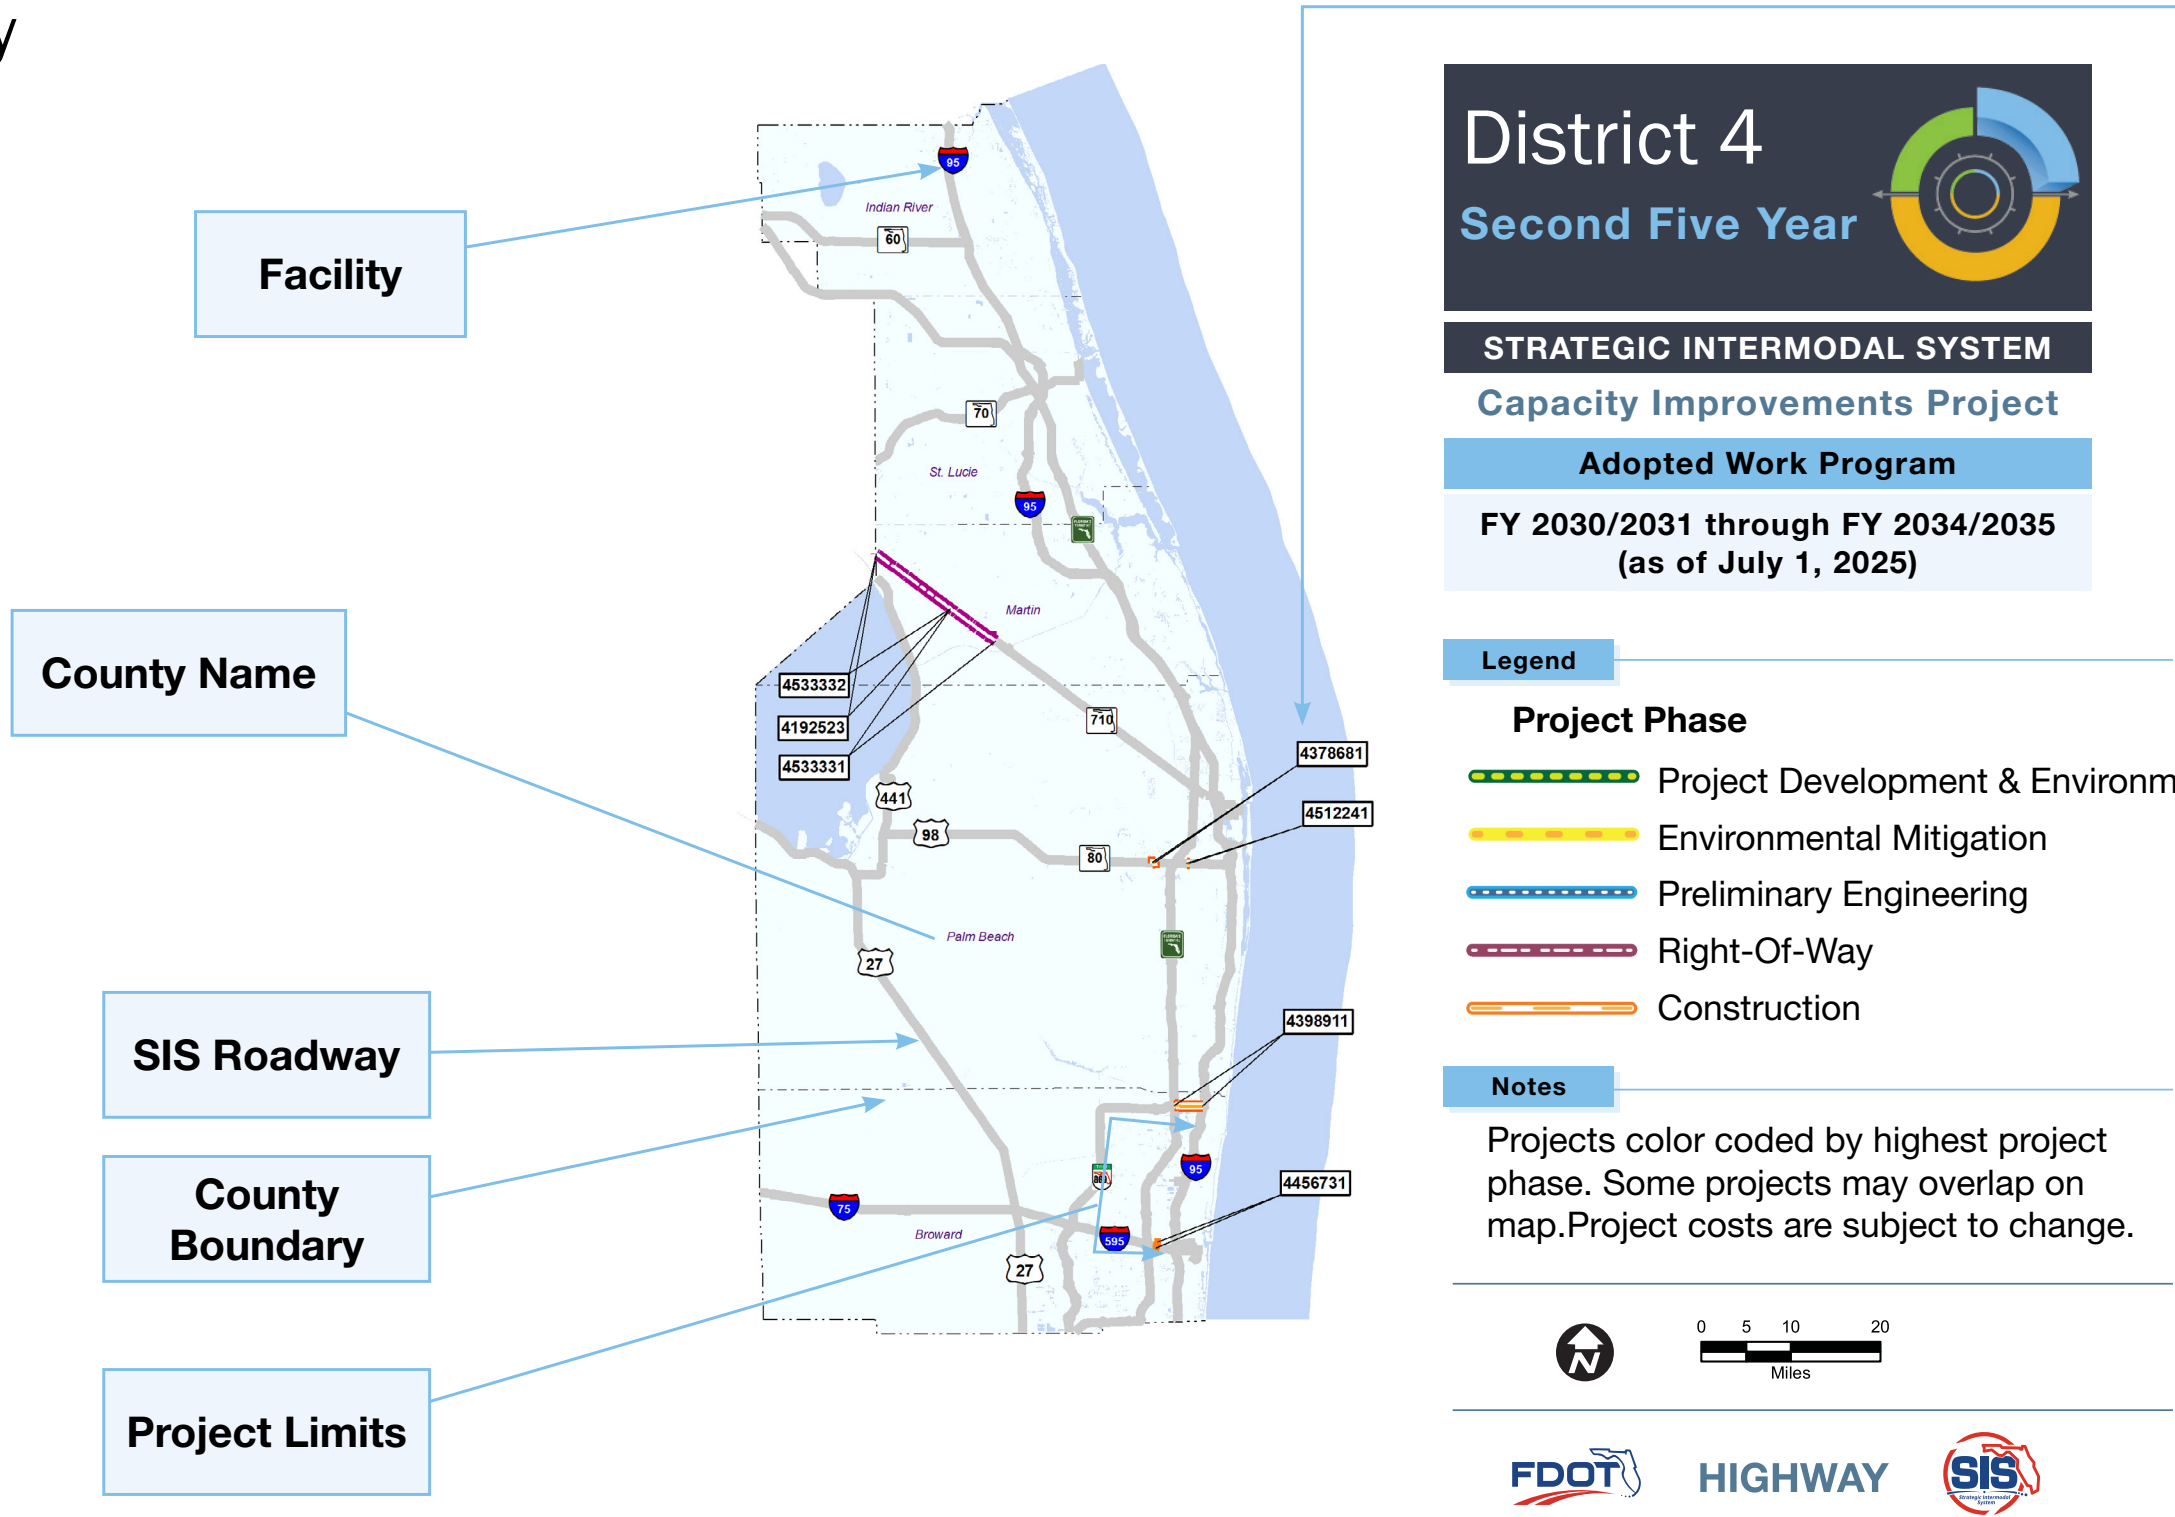 y
Facility
County Name
SIS Roadway
County
Boundary
Project Limits
95
Indian River
60
70
St. Lucie
95
Martin
4533332
4192523
4533331
710
4378681
4512241
441
98
80
Palm Beach
27
4398911
95
4456731
75
595
Broward
27
District 4
Second Five Year
STRATEGIC INTERMODAL SYSTEM
Capacity Improvements Project
Adopted Work Program
FY 2030/2031 through FY 2034/2035
(as of July 1, 2025)
Legend
Project Phase
Project Development & Environm
Environmental Mitigation
Preliminary Engineering
Right-Of-Way
Construction
Notes
Projects color coded by highest project
phase. Some projects may overlap on
map.Project costs are subject to change.
N
0 5 10 20
Miles
FDOT
HIGHWAY
SIS
Strategic Intermodal
System